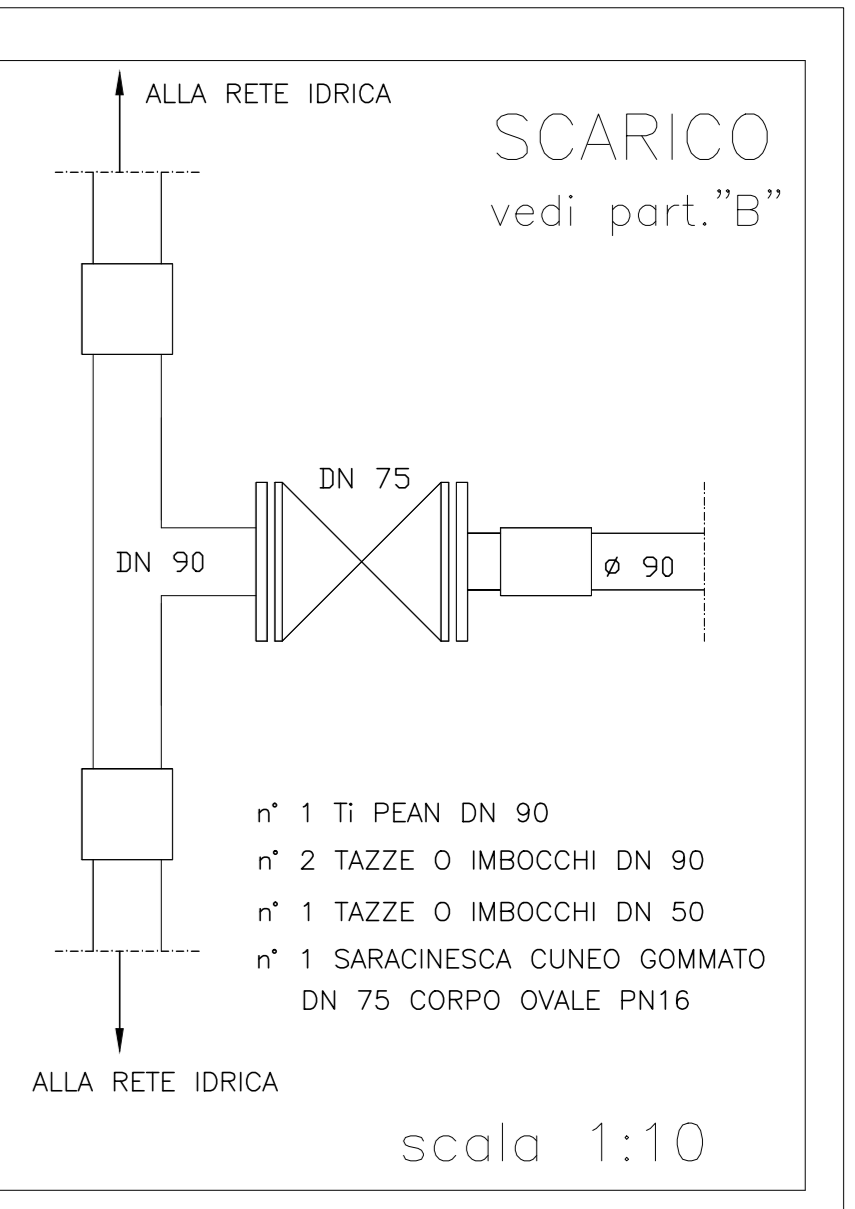 ALLA RETE IDRICA
SCARICO
vedi part."B"
DN 75
DN 90
ø 90
n° 1 Ti PEAN DN 90
n° 2 TAZZE O IMBOCCHI DN 90
n° 1 TAZZE O IMBOCCHI DN 50
n° 1 SARACINESCA CUNEO GOMMATO
DN 75 CORPO OVALE PN16
ALLA RETE IDRICA
scala 1:10